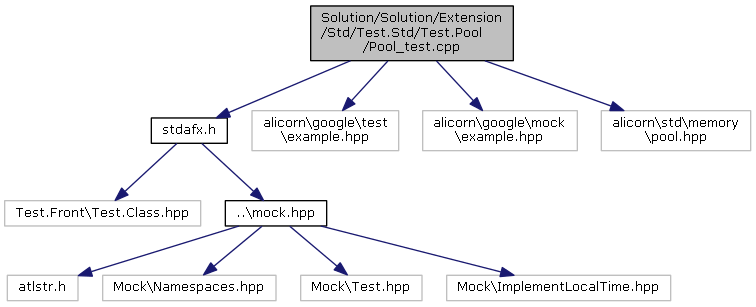 Solution/Solution/Extension
/Std/Test.Std/Test.Pool
/Pool_test.cpp
stdafx.h
alicorn\google\test
\example.hpp
alicorn\google\mock
\example.hpp
alicorn\std\memory
\pool.hpp
Test.Front\Test.Class.hpp
..\mock.hpp
atlstr.h
Mock\Namespaces.hpp
Mock\Test.hpp
Mock\ImplementLocalTime.hpp